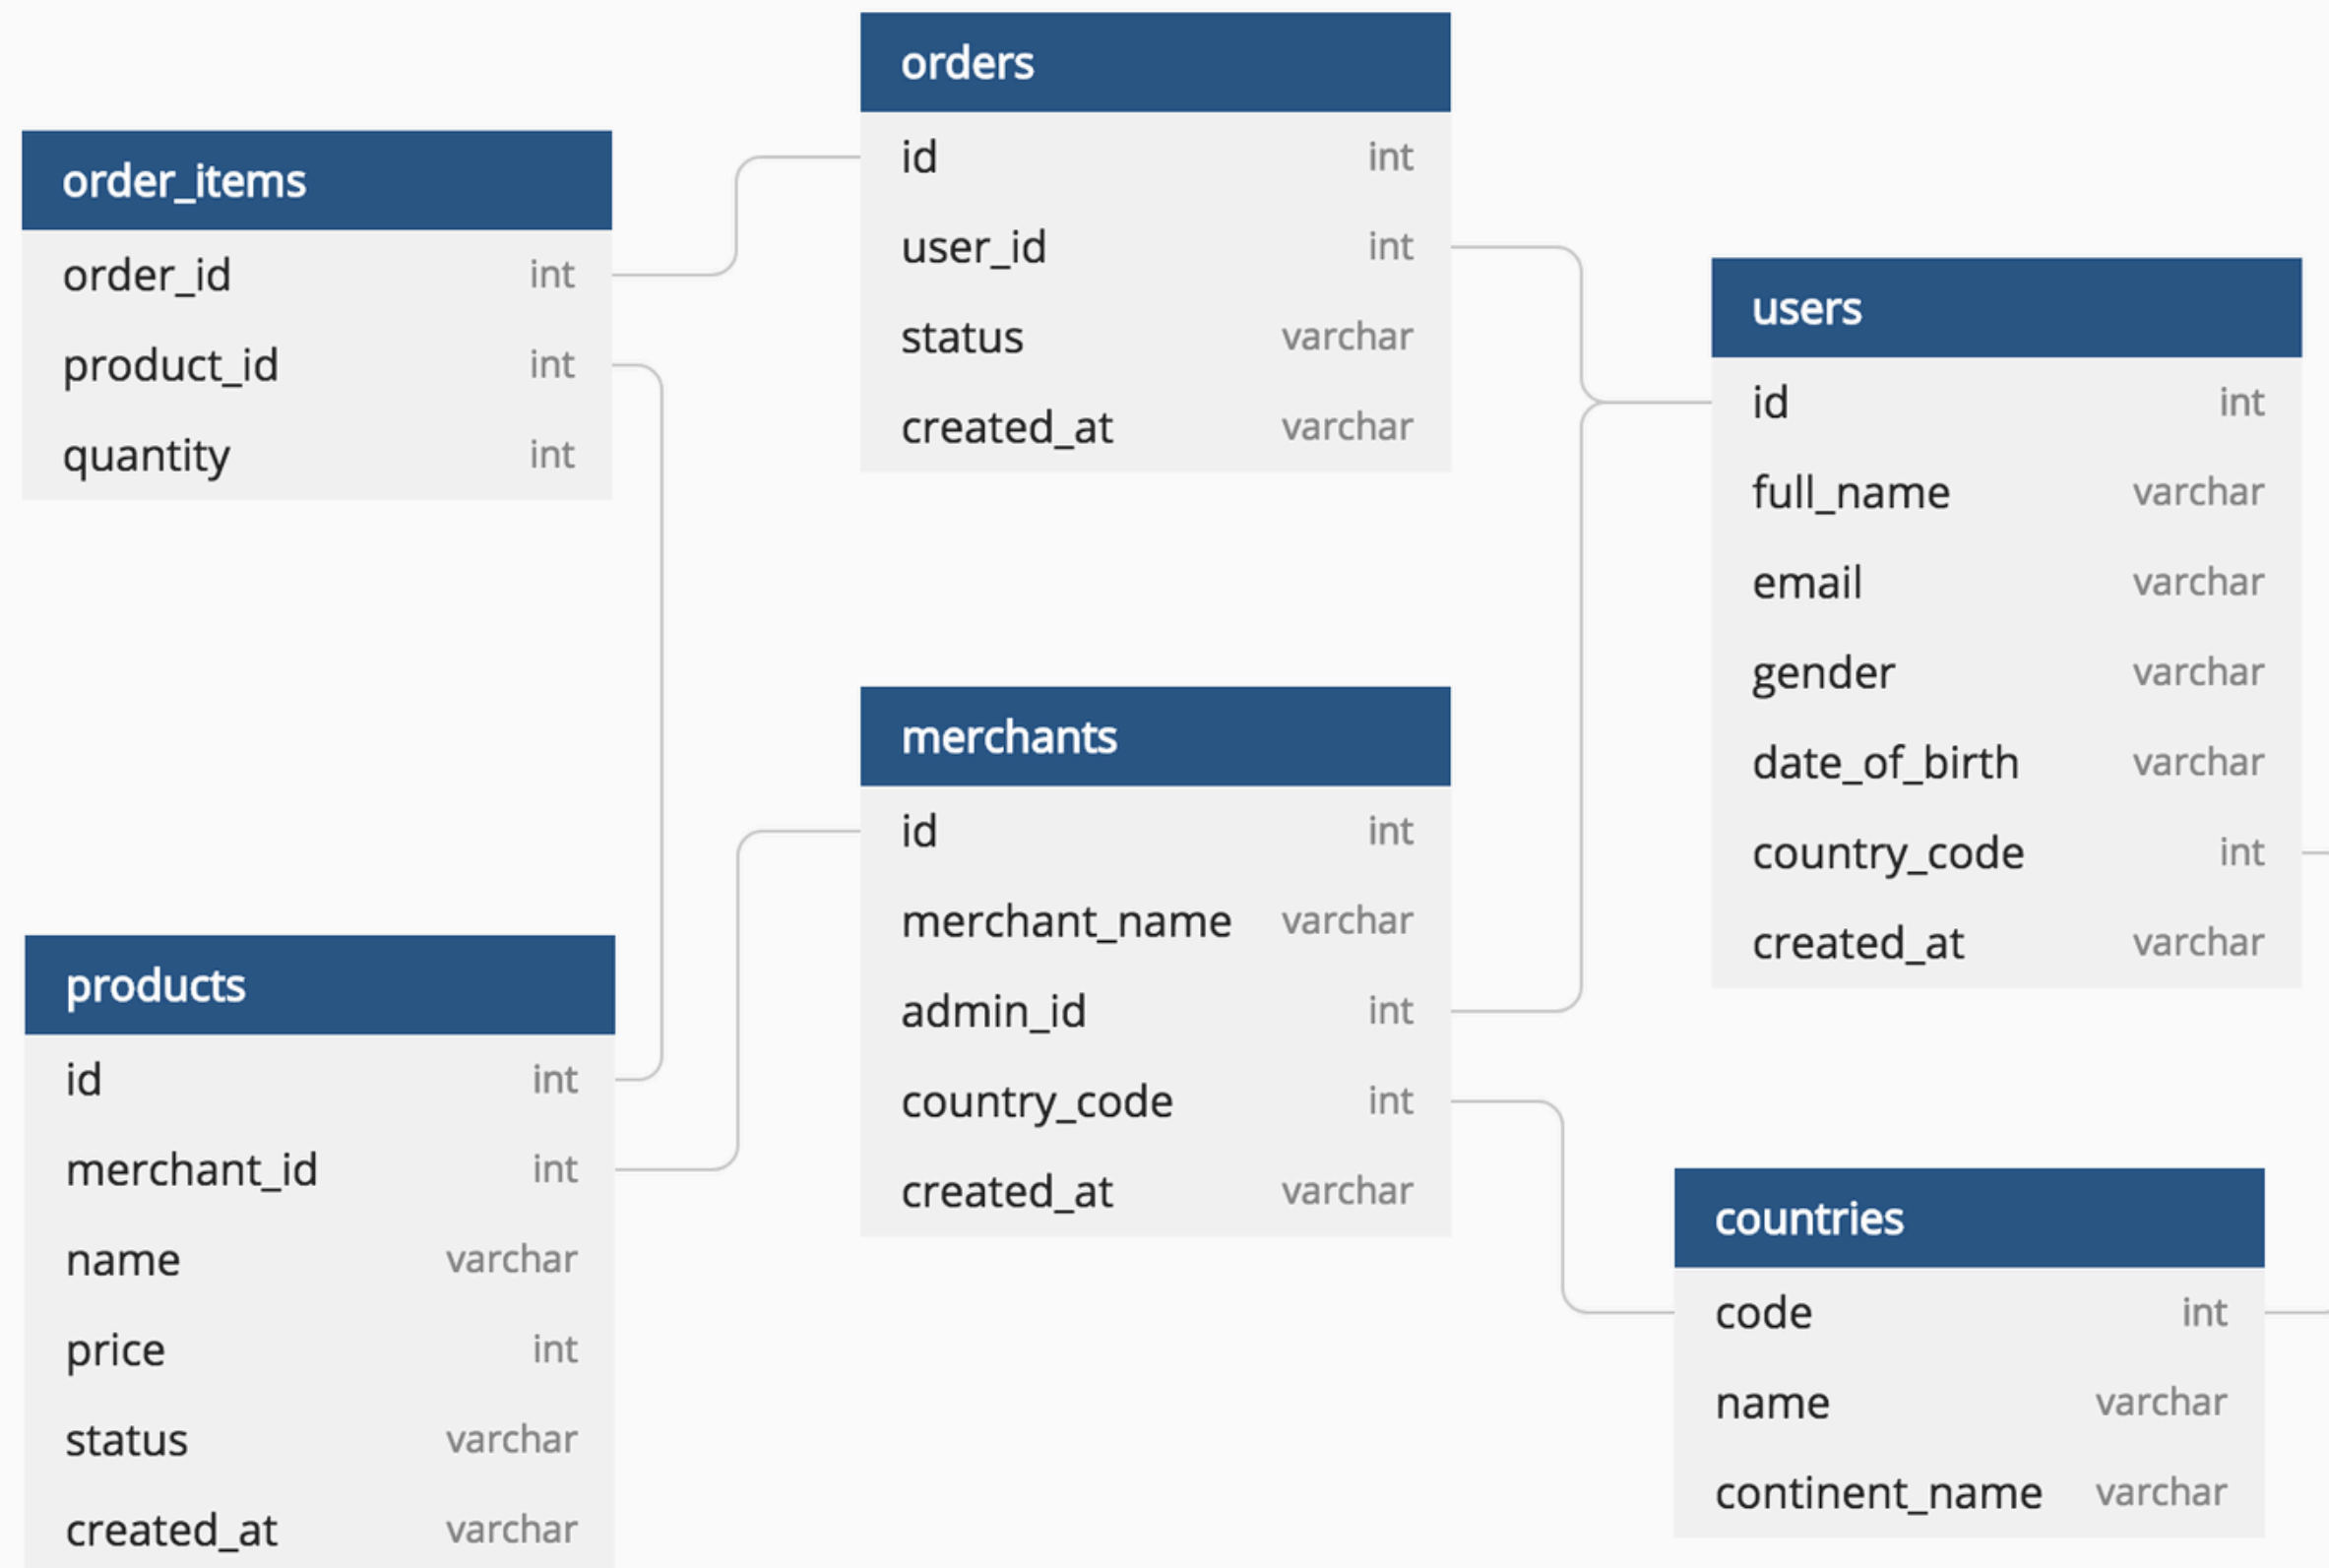 orders
id int
user_id int
status varchar
created_at varchar
order_items
order_id int
product_id int
quantity int
users
id int
full_name varchar
email varchar
gender varchar
date_of_birth varchar
country_code int
created_at varchar
merchants
id int
merchant_name varchar
admin_id int
country_code int
created_at varchar
products
id int
merchant_id int
name varchar
price int
status varchar
created_at varchar
countries
code int
name varchar
continent_name varchar